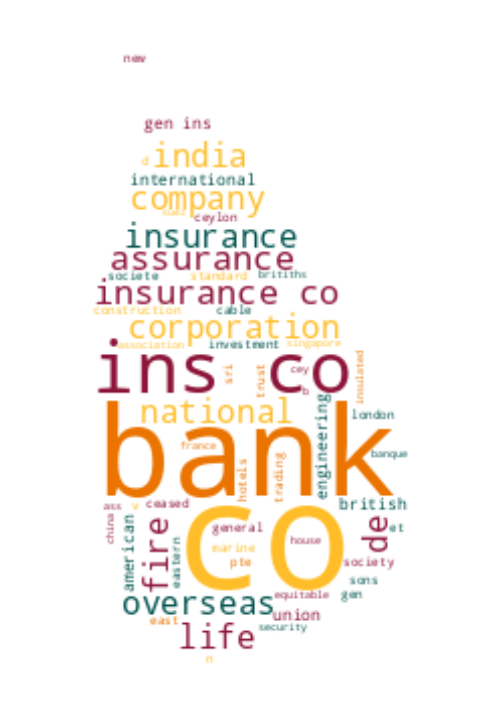 new
gen ins
d india
international
company
ceylon
insurance
assurance
societe standard britiths
insurance co
construction cable
corporation
association investment singapore
ins co
sri trust cey b insulated
national
engineering london
bank
france banque
hotels trading
ass v ceased british
co
china american fire eastern general house de et
marine
pte society
sons
equitable gen
overseas
east union
security
life
n